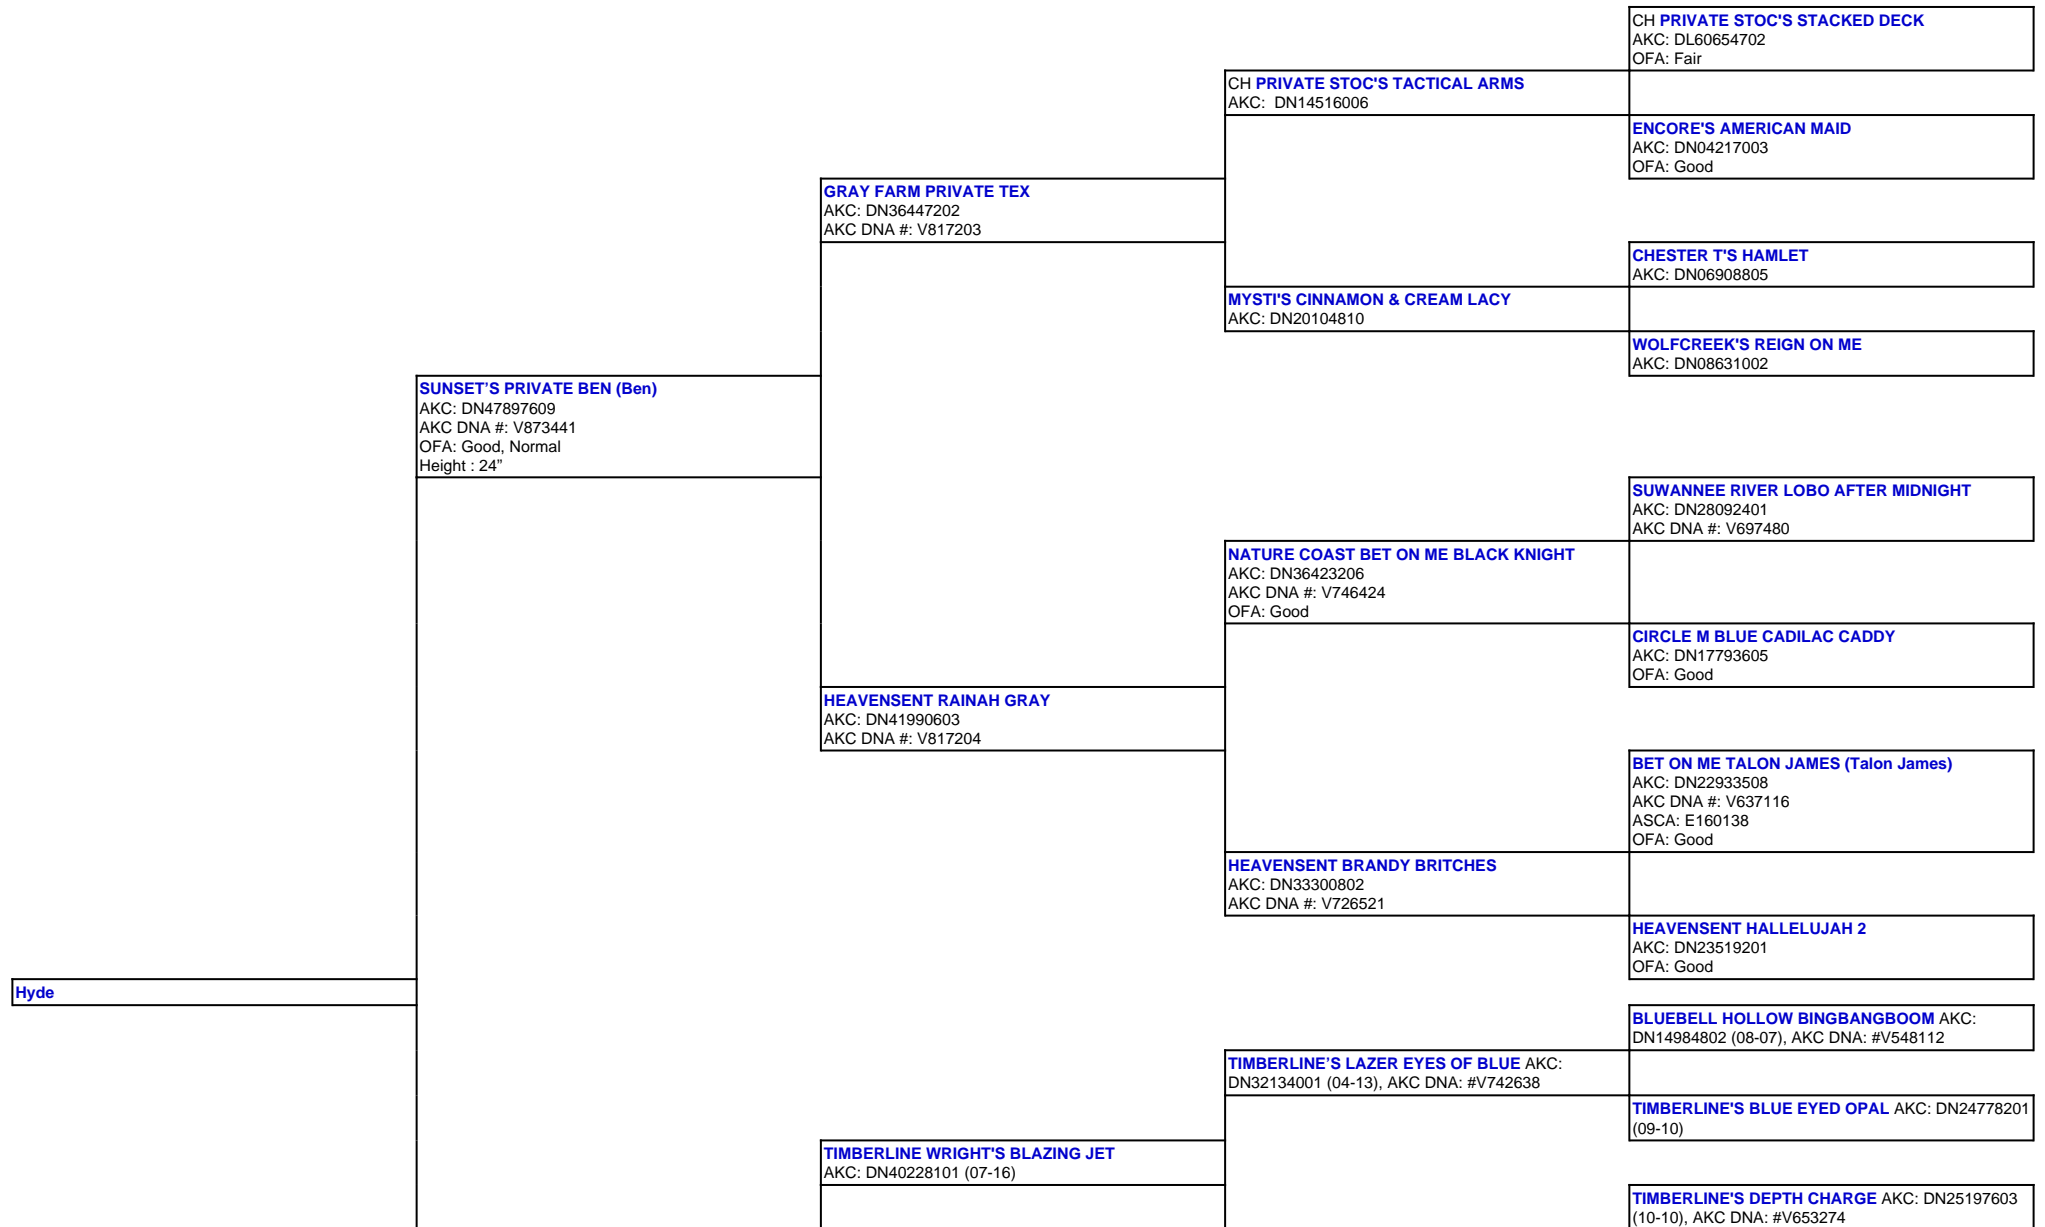 CH PRIVATE STOC'S STACKED DECK
AKC: DL60654702
OFA: Fair
CH PRIVATE STOC'S TACTICAL ARMS
AKC:  DN14516006
ENCORE'S AMERICAN MAID
AKC: DN04217003
OFA: Good
GRAY FARM PRIVATE TEX
AKC: DN36447202
AKC DNA #: V817203
CHESTER T'S HAMLET
AKC: DN06908805
MYSTI'S CINNAMON & CREAM LACY
AKC: DN20104810
WOLFCREEK'S REIGN ON ME
AKC: DN08631002
SUNSET’S PRIVATE BEN (Ben)
AKC: DN47897609
AKC DNA #: V873441
OFA: Good, Normal
Height : 24”
SUWANNEE RIVER LOBO AFTER MIDNIGHT
AKC: DN28092401
AKC DNA #: V697480
NATURE COAST BET ON ME BLACK KNIGHT
AKC: DN36423206
AKC DNA #: V746424
OFA: Good
CIRCLE M BLUE CADILAC CADDY
AKC: DN17793605
OFA: Good
HEAVENSENT RAINAH GRAY
AKC: DN41990603
AKC DNA #: V817204
BET ON ME TALON JAMES (Talon James)
AKC: DN22933508
AKC DNA #: V637116
ASCA: E160138
OFA: Good
HEAVENSENT BRANDY BRITCHES
AKC: DN33300802
AKC DNA #: V726521
HEAVENSENT HALLELUJAH 2
AKC: DN23519201
OFA: Good
Hyde
BLUEBELL HOLLOW BINGBANGBOOM AKC:
DN14984802 (08-07), AKC DNA: #V548112
TIMBERLINE’S LAZER EYES OF BLUE AKC:
DN32134001 (04-13), AKC DNA: #V742638
TIMBERLINE'S BLUE EYED OPAL AKC: DN24778201
(09-10)
TIMBERLINE WRIGHT'S BLAZING JET
AKC: DN40228101 (07-16)
TIMBERLINE'S DEPTH CHARGE AKC: DN25197603
(10-10), AKC DNA: #V653274